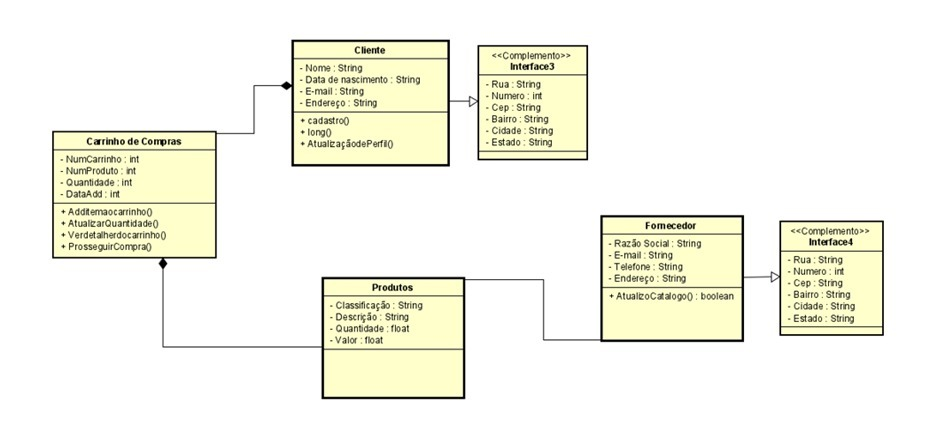 Cliente
- Nome : String
- Data de nascimento : String
- E-mail : String
- Endereço : String
+ cadastro()
+ long()
+ AtualizaçãodePerfil()
<<Complemento>>
Interface3
- Rua : String
- Numero : int
- Cep : String
- Bairro : String
- Cidade : String
- Estado : String
Carrinho de Compras
- NumCarrinho : int
- NumProduto : int
- Quantidade : int
- DataAdd : int
+ Additemaocarrinho()
+ AtualizarQuantidade()
+ Verdetalherdocarrinho()
+ ProsseguirCompra()
Fornecedor
- Razão Social : String
- E-mail : String
- Telefone : String
- Endereço : String
+ AtualizoCatalogo() : boolean
<<Complemento>>
Interface4
- Rua : String
- Numero : int
- Cep : String
- Bairro : String
- Cidade : String
- Estado : String
Produtos
- Classificação : String
- Descrição : String
- Quantidade : float
- Valor : float